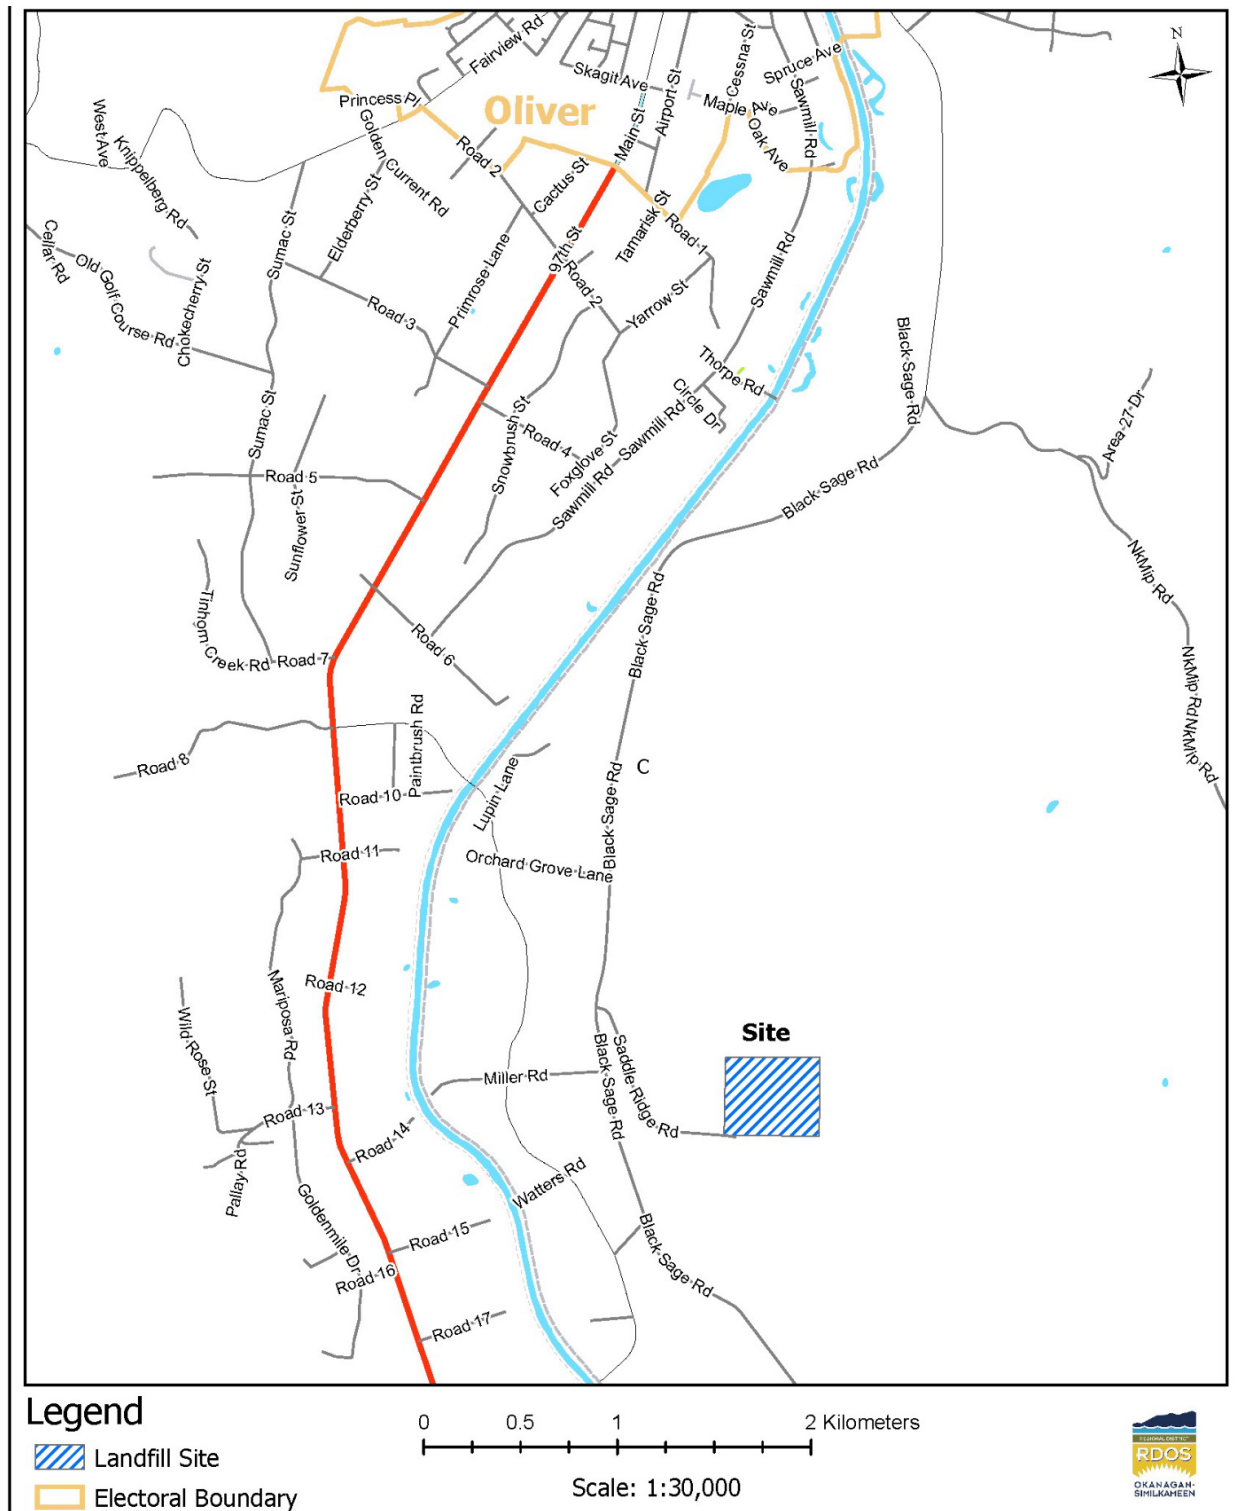 N
Fairview Rd
Skagit Ave
Cessna St
Spruce Ave
Princess Pl
Oliver
Main St
Airport St
Maple Ave
Sawmill Rd
West Ave
Knippelberg Rd
Golden Current Rd
Road 2
Oak Ave
Cactus St
Elderberry St
Tamarisk St
Road 1
Sumac St
Cellar Rd
Old Golf Course Rd
Chokecherry St
Primrose Lane
97th St
Road 2
Yarrow St
Sawmill Rd
Road 3
Black Sage Rd
Thorpe Rd
Circle Dr
Area 27 Dr
Sumac St
Snowbrush St
Road 4
Foxglove St
Sawmill Rd
Sawmill Rd
Black Sage Rd
Road 5
Sunflower St
NkMip Rd
Tinhorn Creek Rd
Road 7
Road 6
Black Sage Rd
NkMip Rd
NkMip Rd
Road 8
Paintbrush Rd
Road 10
Lupin Lane
Black Sage Rd
C
Road 11
Orchard Grove Lane
Road 12
Mariposa Rd
Wild Rose St
Site
Miller Rd
Saddle Ridge Rd
Black Sage Rd
Road 13
Road 14
Pallay Rd
Watters Rd
Goldenmile Dr
Road 15
Black Sage Rd
Road 16
Road 17
Legend
Landfill Site
Electoral Boundary
0 0.5 1 2 Kilometers
Scale: 1:30,000
REGIONAL DISTRICT
RDOS
OKANAGAN-
SIMILKAMEEN